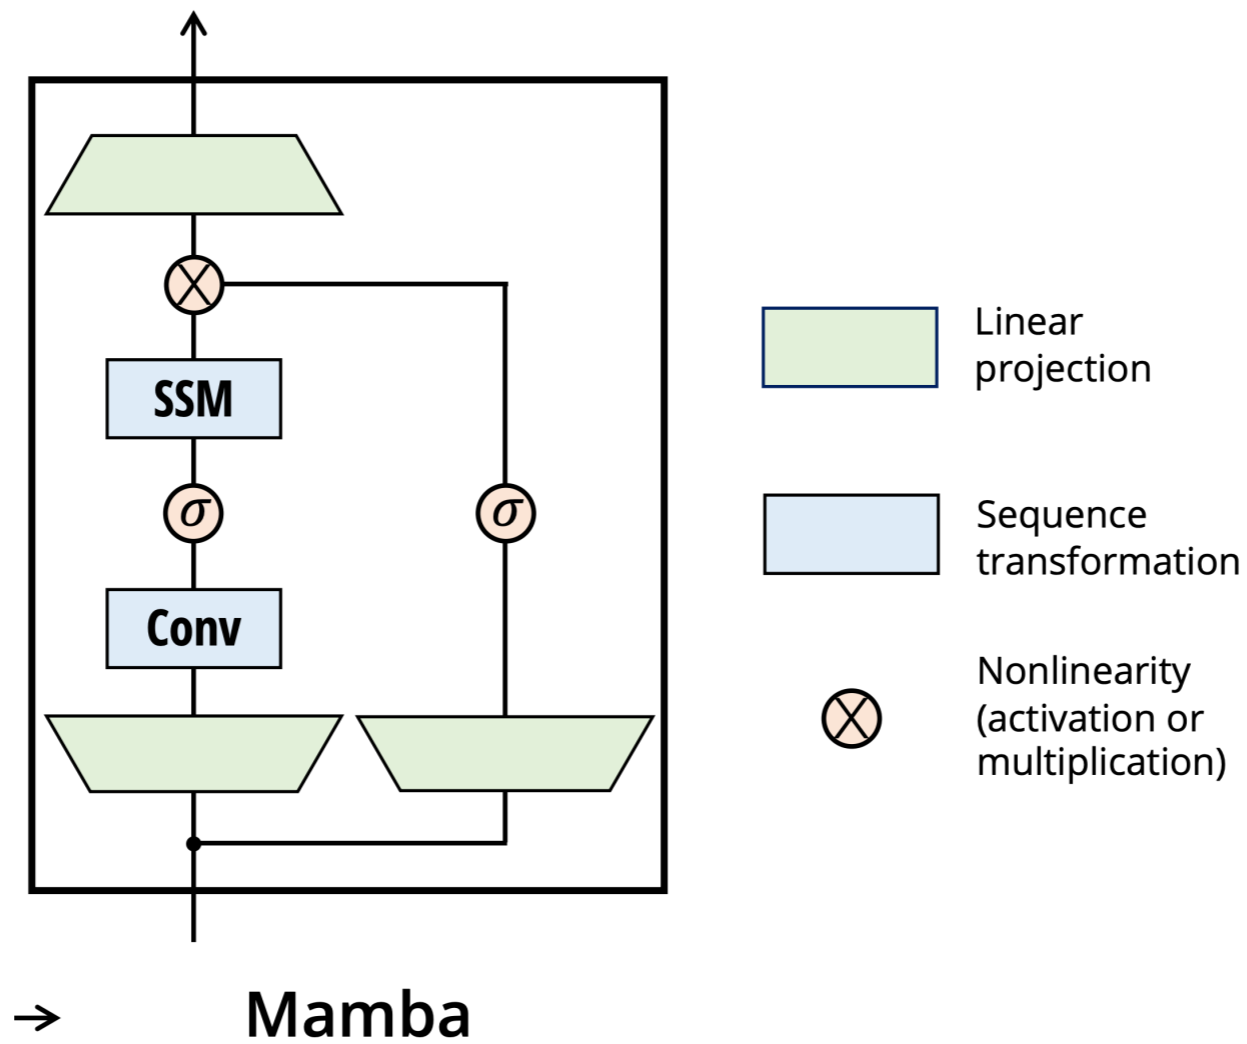 SSM
σ
σ
Conv
Mamba
Linear
projection
Sequence
transformation
Nonlinearity
(activation or
multiplication)